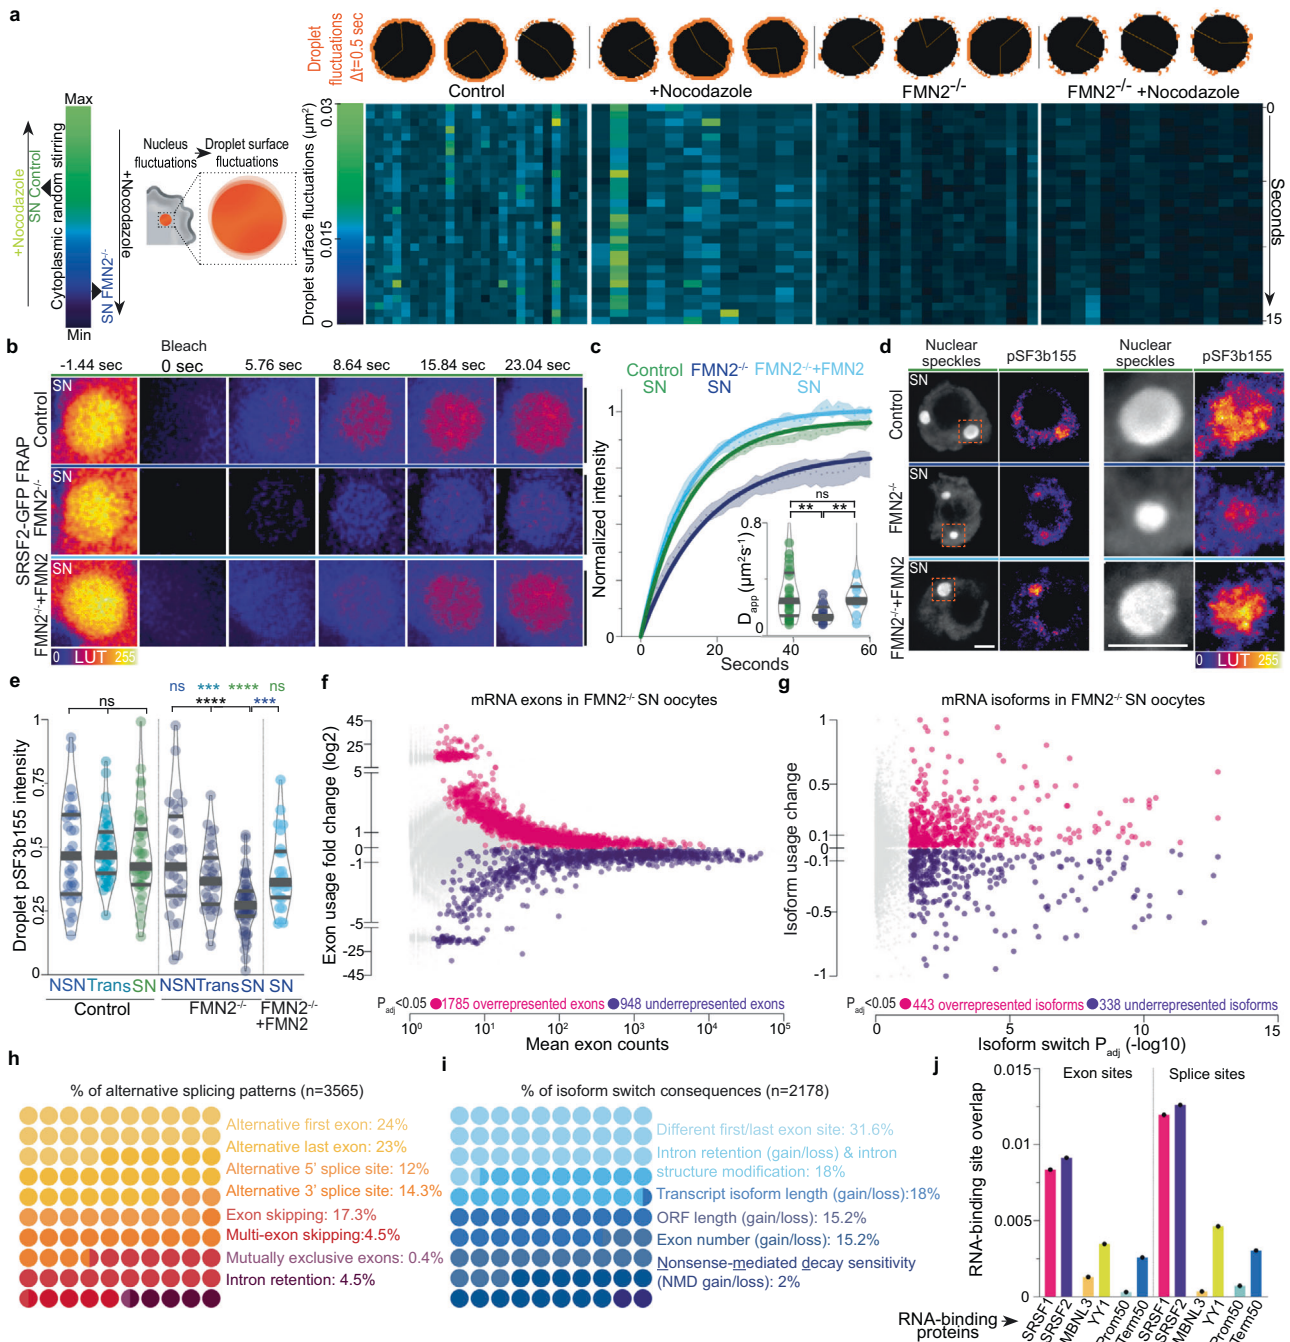 a
Droplet
fluctuations
Δt=0.5 sec
Control
+Nocodazole
FMN2-/-
FMN2-/- +Nocodazole
Max
Min
+Nocodazole
SN Control
Cytoplasmic random stirring
+Nocodazole
SN FMN2-/-
Nucleus
fluctuations
Droplet surface
fluctuations
Droplet surface fluctuations (µm²)
0.03
0.015
0
0
Seconds
15
b
Bleach
-1.44 sec
0 sec
5.76 sec
8.64 sec
15.84 sec
23.04 sec
SRSF2-GFP FRAP
Control
FMN2-/-
FMN2-/-+FMN2
SN
SN
SN
0 LUT 255
c
Control
SN
FMN2-/-
SN
FMN2-/-+FMN2
SN
Normalized intensity
1
0
0
20
40
60
Seconds
ns
**
**
0.8
0
Dapp (µm²s-1)
d
Nuclear
speckles
pSF3b155
Nuclear
speckles
pSF3b155
Control
FMN2-/-
FMN2-/-+FMN2
SN
SN
SN
0 LUT 255
e
Droplet pSF3b155 intensity
1
0.75
0.5
0.25
0
ns
ns *** **** ns
**** ***
NSN Trans SN NSN Trans SN SN
Control
FMN2-/-
FMN2-/-
+FMN2
f
mRNA exons in FMN2-/- SN oocytes
Exon usage fold change (log2)
45
25
5
1
0
-1
-5
-25
-45
Padj<0.05 1785 overrepresented exons 948 underrepresented exons
10⁰ 10¹ 10² 10³ 10⁴ 10⁵
Mean exon counts
g
mRNA isoforms in FMN2-/- SN oocytes
Isoform usage change
1
0.5
0.1
0
-0.1
-0.5
-1
Padj<0.05 443 overrepresented isoforms 338 underrepresented isoforms
0 5 10 15
Isoform switch Padj (-log10)
h
% of alternative splicing patterns (n=3565)
Alternative first exon: 24%
Alternative last exon: 23%
Alternative 5' splice site: 12%
Alternative 3' splice site: 14.3%
Exon skipping: 17.3%
Multi-exon skipping:4.5%
Mutually exclusive exons: 0.4%
Intron retention: 4.5%
i
% of isoform switch consequences (n=2178)
Different first/last exon site: 31.6%
Intron retention (gain/loss) & intron
structure modification: 18%
Transcript isoform length (gain/loss):18%
ORF length (gain/loss): 15.2%
Exon number (gain/loss): 15.2%
Nonsense-mediated decay sensitivity
(NMD gain/loss): 2%
j
Exon sites
Splice sites
RNA-binding site overlap
0.015
0.01
0.005
0
RNA-binding
proteins
SRSF1
SRSF2
MBNL3
YY1
Prom50
Term50
SRSF1
SRSF2
MBNL3
YY1
Prom50
Term50